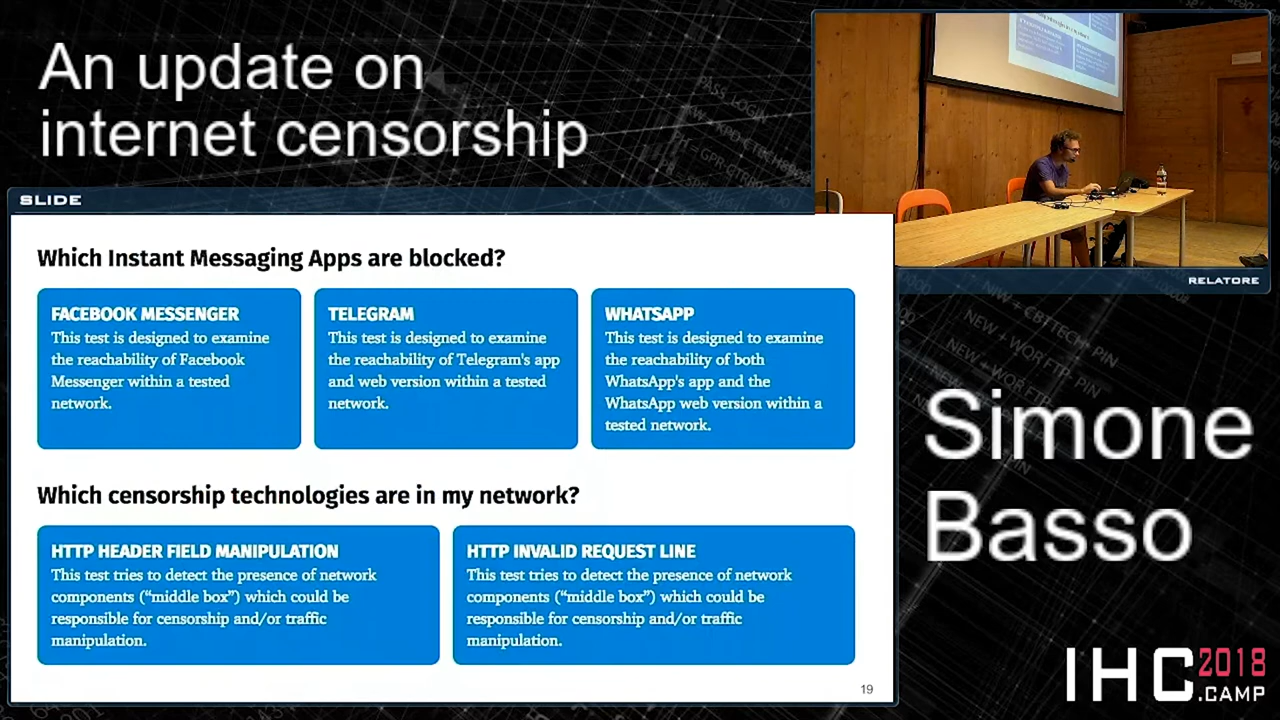 An update on
internet censorship
SLIDE
Which Instant Messaging Apps are blocked?
FACEBOOK MESSENGER
This test is designed to examine
the reachability of Facebook
Messenger within a tested
network.
TELEGRAM
This test is designed to examine
the reachability of Telegram's app
and web version within a tested
network.
WHATSAPP
This test is designed to examine
the reachability of both
WhatsApp's app and the
WhatsApp web version within a
tested network.
Which censorship technologies are in my network?
HTTP HEADER FIELD MANIPULATION
This test tries to detect the presence of network
components (“middle box”) which could be
responsible for censorship and/or traffic
manipulation.
HTTP INVALID REQUEST LINE
This test tries to detect the presence of network
components (“middle box”) which could be
responsible for censorship and/or traffic
manipulation.
19
RELATORE
Simone
Basso
IHC 2018
.CAMP